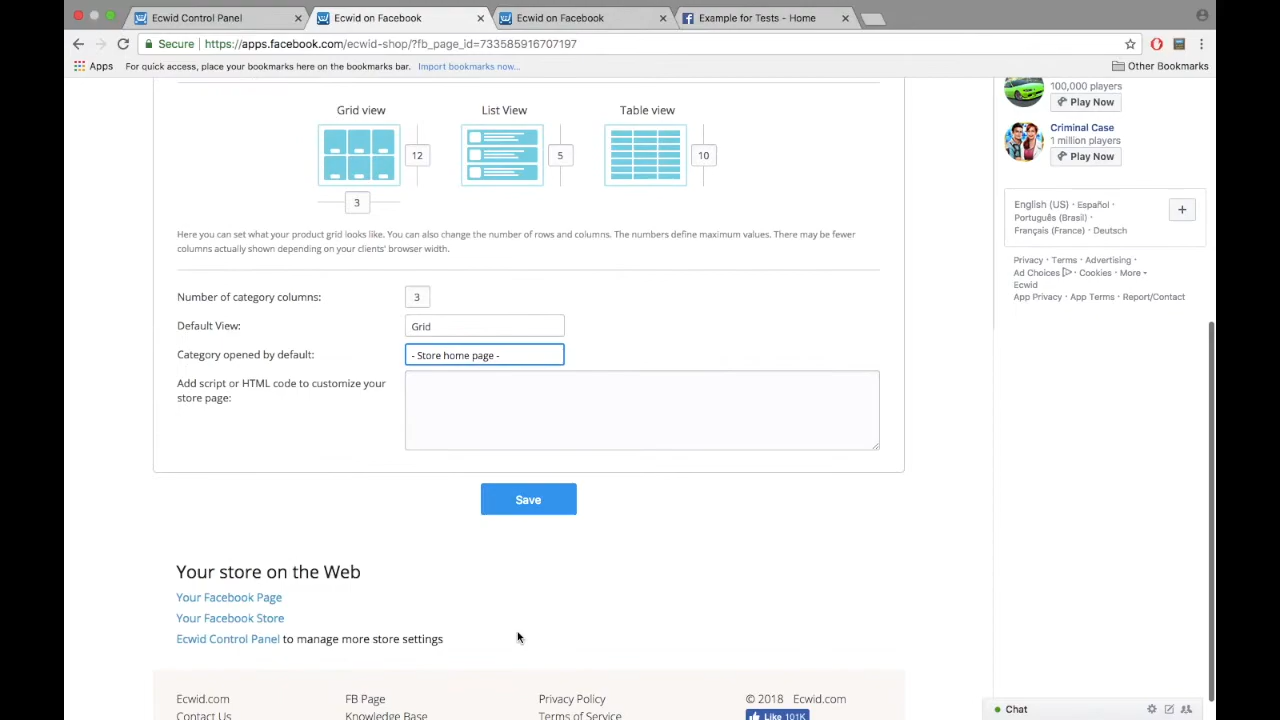 Ecwid Control Panel
Ecwid on Facebook
Ecwid on Facebook
Example for Tests - Home
Secure
https://apps.facebook.com/ecwid-shop/?fb_page_id=733585916707197
Apps
For quick access, place your bookmarks here on the bookmarks bar. Import bookmarks now...
Other Bookmarks
100,000 players
Play Now
Criminal Case
1 million players
Play Now
Grid view
List View
Table view
12
5
10
3
Here you can set what your product grid looks like. You can also change the number of rows and columns. The numbers define maximum values. There may be fewer
columns actually shown depending on your clients' browser width.
English (US) · Español ·
Português (Brasil) ·
Français (France) · Deutsch
Privacy · Terms · Advertising ·
Ad Choices · Cookies · More
Ecwid
App Privacy · App Terms · Report/Contact
Number of category columns:
3
Default View:
Grid
Category opened by default:
- Store home page -
Add script or HTML code to customize your
store page:
Save
Your store on the Web
Your Facebook Page
Your Facebook Store
Ecwid Control Panel to manage more store settings
Ecwid.com
FB Page
Privacy Policy
© 2018 Ecwid.com
Contact Us
Knowledge Base
Terms of Service
Like 101K
Chat